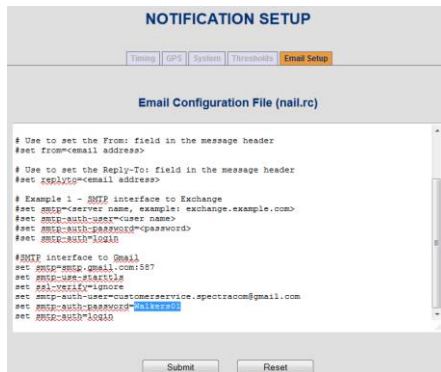 NOTIFICATION SETUP
Timing GPS System Thresholds Email Setup
Email Configuration File (nail.rc)
# Use to set the From: field in the message header
#set from=<email address>
# Use to set the Reply-To: field in the message header
#set replyto=<email address>
# Example 1 - SMTP interface to Exchange
#set smtp=<server name, example: exchange.example.com>
#set smtp-auth-user=<user name>
#set smtp-auth-password=<password>
#set smtp-auth=login
#SMTP interface to Gmail
set smtp=smtp.gmail.com:587
set smtp-use-starttls
set ssl-verify=ignore
set smtp-auth-user=customerservice.spectracom@gmail.com
set smtp-auth-password=Walkers01
set smtp-auth=login
Submit Reset